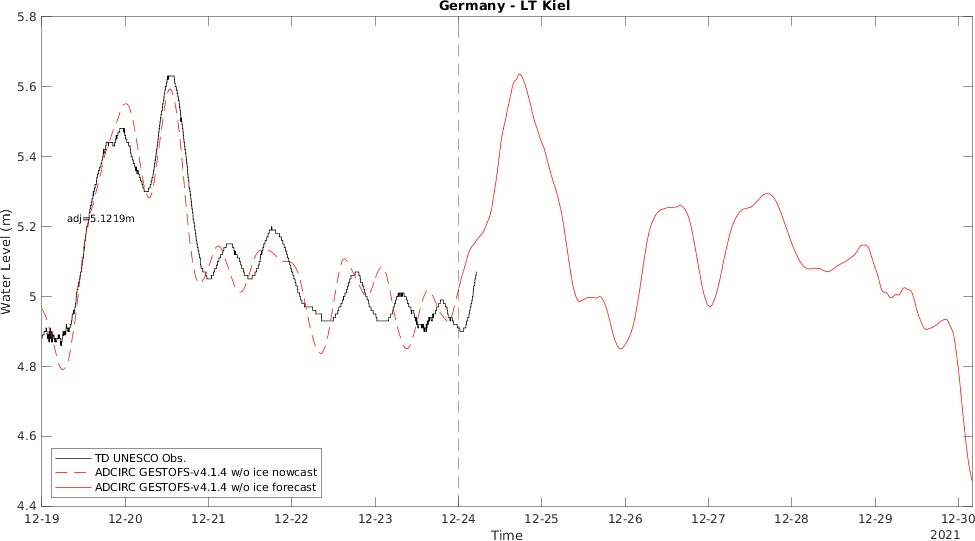 Germany - LT Kiel
5.8
5.6
5.4
5.2
5
4.8
4.6
4.4
Water Level (m)
adj=5.1219m
TD UNESCO Obs.
ADCIRC GESTOFS-v4.1.4 w/o ice nowcast
ADCIRC GESTOFS-v4.1.4 w/o ice forecast
12-19 12-20 12-21 12-22 12-23 12-24 12-25 12-26 12-27 12-28 12-29 12-30
Time
2021